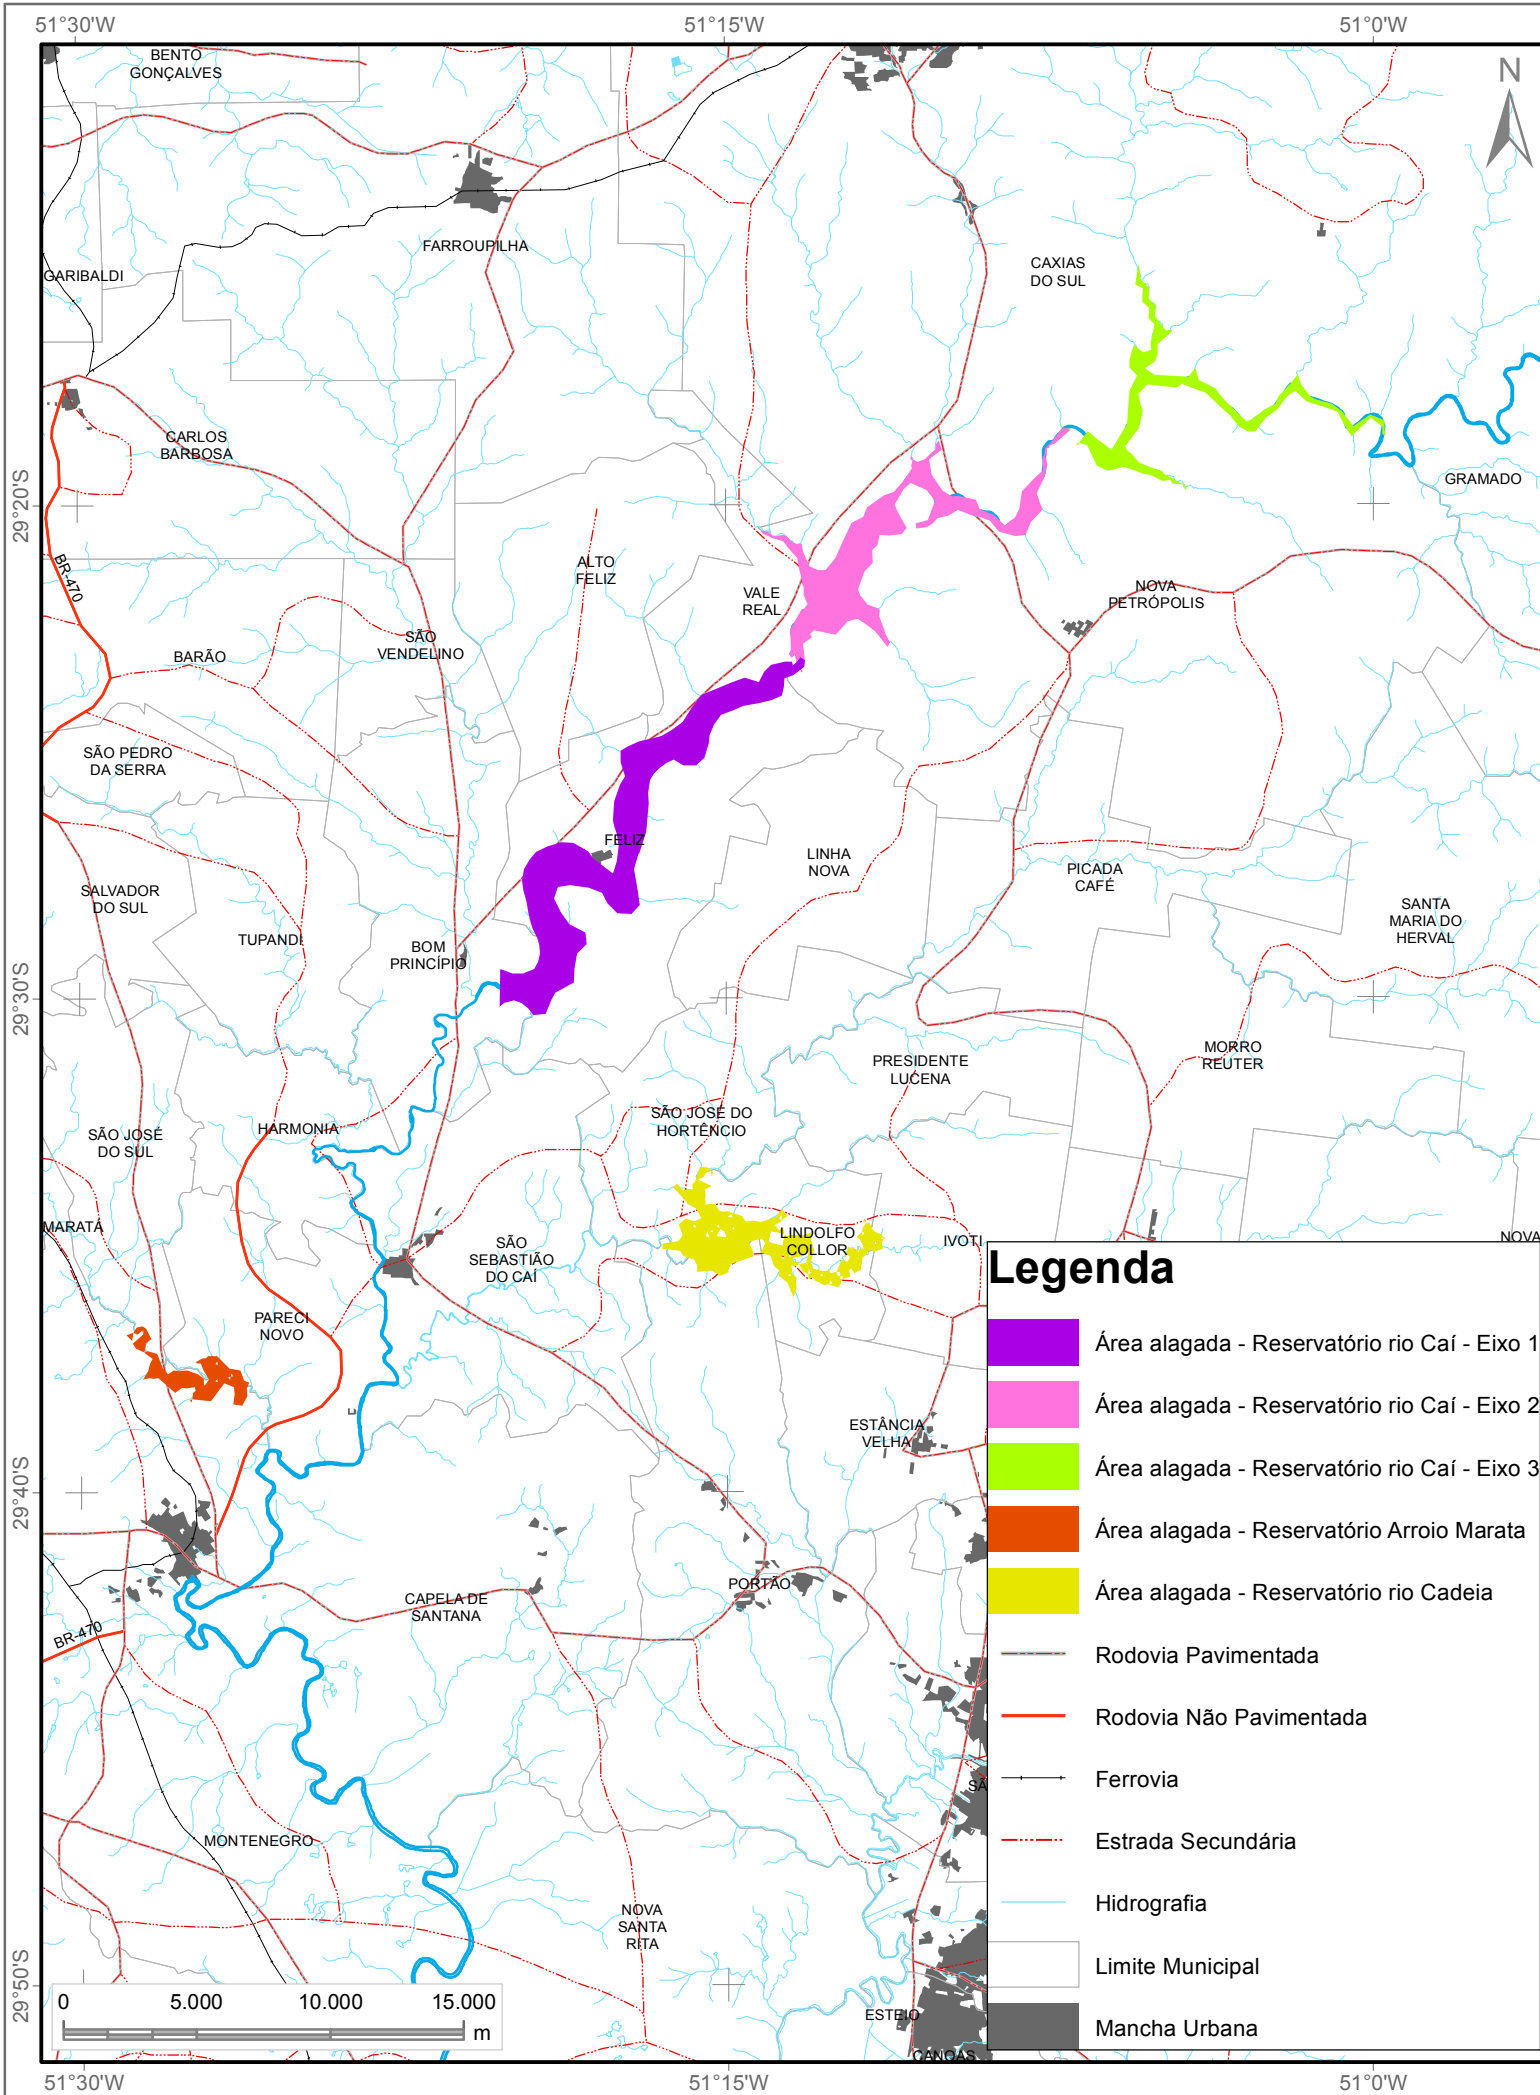 51°30'W
51°15'W
51°0'W
N
BENTO
GONÇALVES
FARROUPILHA
GARIBALDI
CAXIAS
DO SUL
CARLOS
BARBOSA
GRAMADO
29°20'S
BR-470
ALTO
FELIZ
VALE
REAL
NOVA
PETRÓPOLIS
SÃO
VENDELINO
BARÃO
SÃO PEDRO
DA SERRA
FELIZ
LINHA
NOVA
PICADA
CAFÉ
SALVADOR
DO SUL
SANTA
MARIA DO
HERVAL
TUPANDI
BOM
PRINCÍPIO
29°30'S
MORRO
REUTER
PRESIDENTE
LUCENA
SÃO JOSÉ DO
HORTÊNCIO
HARMONIA
SÃO JOSÉ
DO SUL
MARATÁ
LINDOLFO
COLLOR
IVOTI
NOVA
SÃO
SEBASTIÃO
DO CAÍ
PARECI
NOVO
ESTÂNCIA
VELHA
29°40'S
PORTÃO
CAPELA DE
SANTANA
BR-470
SÃ
MONTENEGRO
NOVA
SANTA
RITA
29°50'S
ESTEIO
CANOAS
Legenda
Área alagada - Reservatório rio Caí - Eixo 1
Área alagada - Reservatório rio Caí - Eixo 2
Área alagada - Reservatório rio Caí - Eixo 3
Área alagada - Reservatório Arroio Marata
Área alagada - Reservatório rio Cadeia
Rodovia Pavimentada
Rodovia Não Pavimentada
Ferrovia
Estrada Secundária
Hidrografia
Limite Municipal
Mancha Urbana
0 5.000 10.000 15.000
m
51°30'W
51°15'W
51°0'W